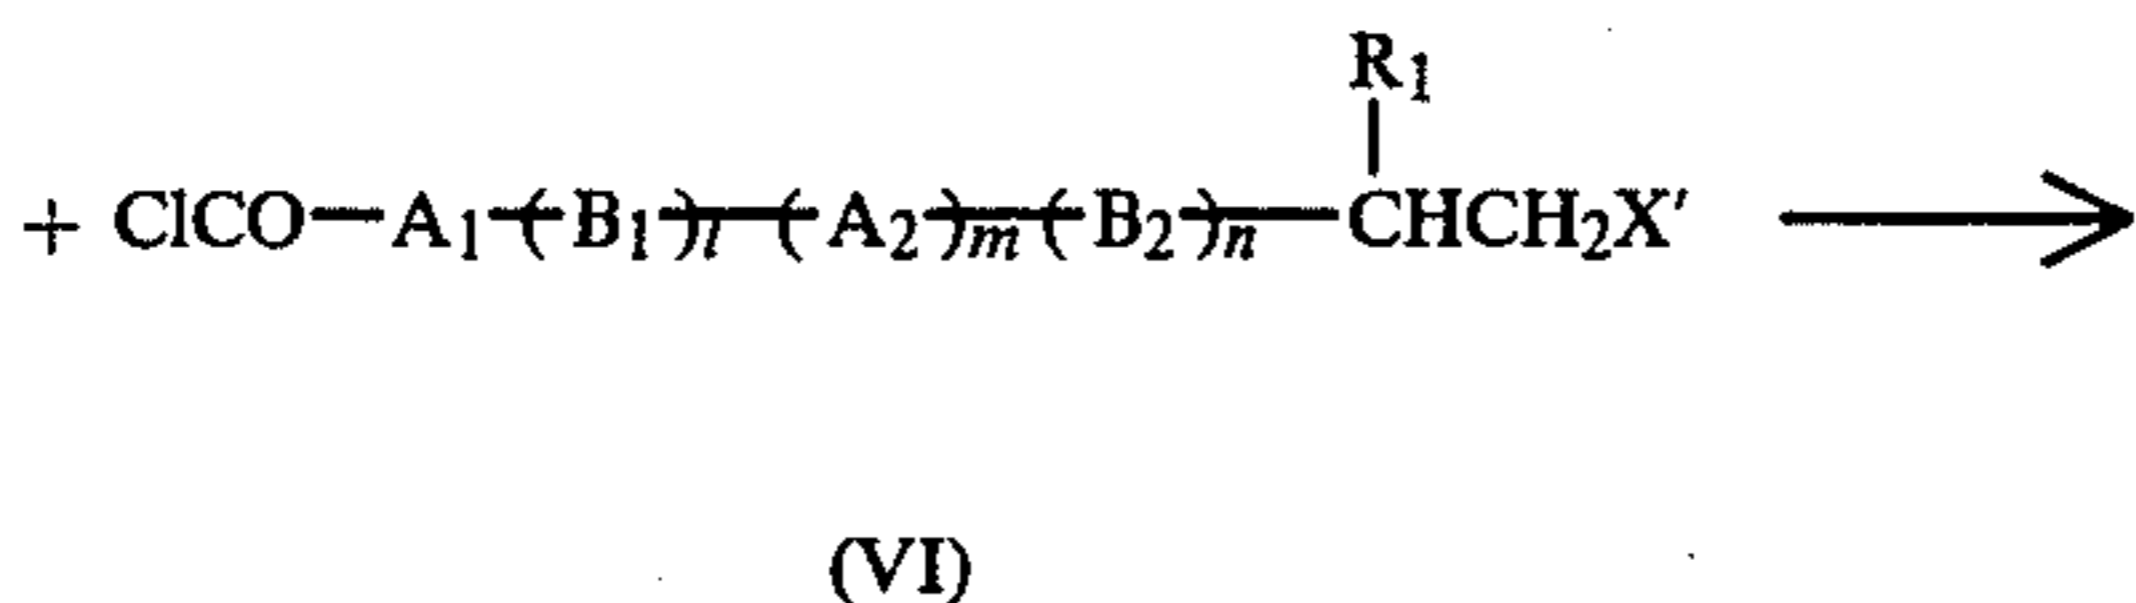 R1
+ ClCO—A1—(B1)l—(A2)m—(B2)n—CHCH2X′ ⟶
(VI)